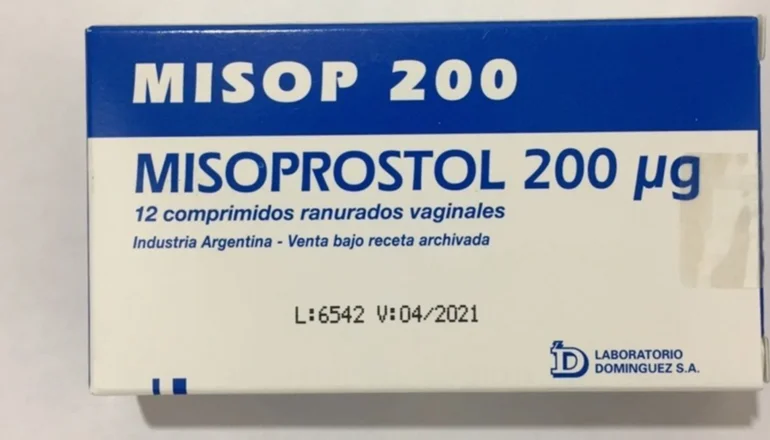 MISOP 200
MISOPROSTOL 200 µg
12 comprimidos ranurados vaginales
Industria Argentina - Venta bajo receta archivada
L:6542 V:04/2021
LABORATORIO
DOMINGUEZ S.A.